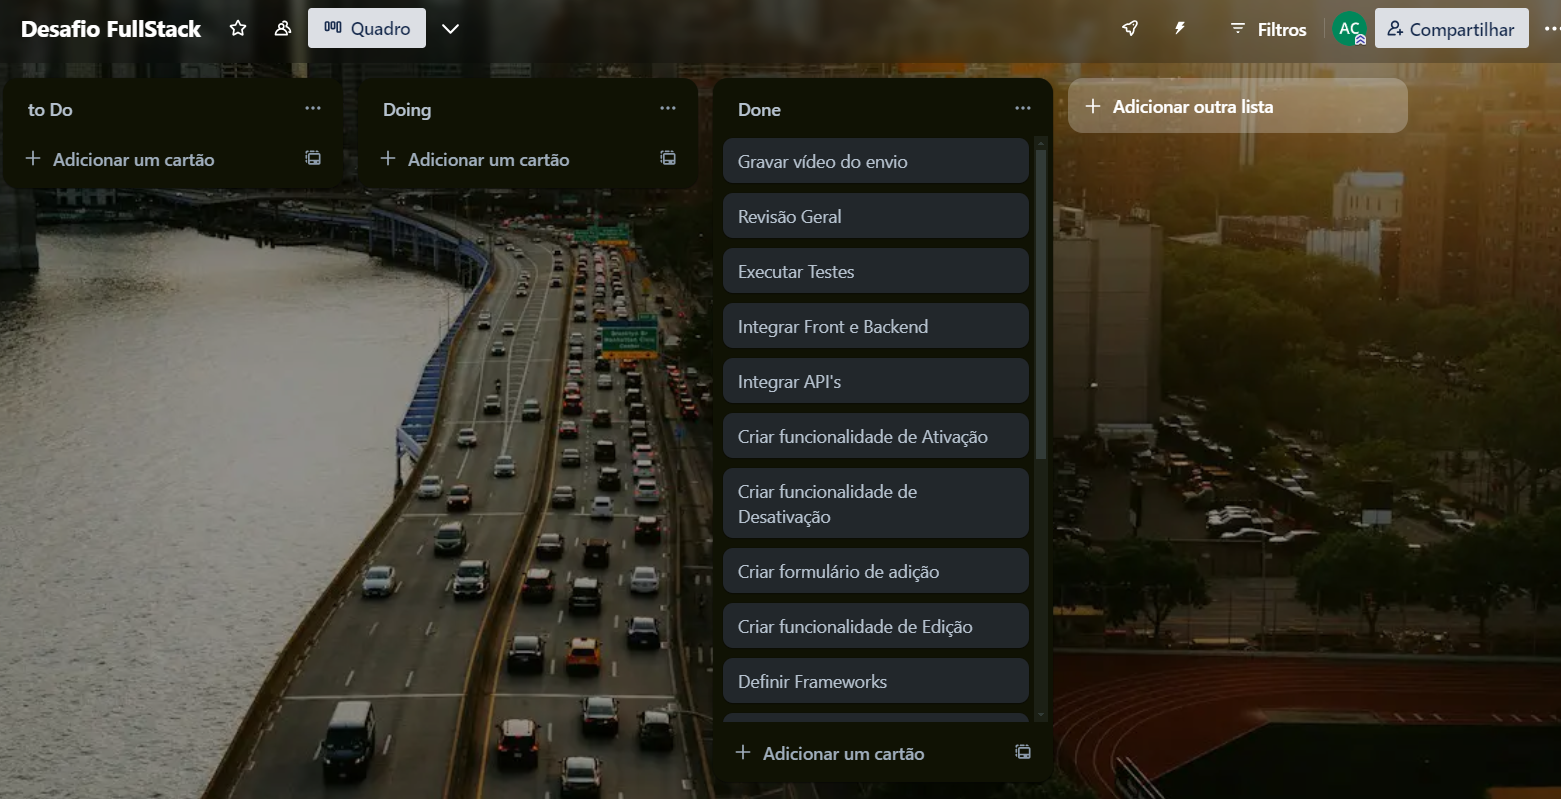 Desafio FullStack
Quadro
Filtros
AC
Compartilhar
to Do
Adicionar um cartão
Doing
Adicionar um cartão
Done
Gravar vídeo do envio
Revisão Geral
Executar Testes
Integrar Front e Backend
Integrar API's
Criar funcionalidade de Ativação
Criar funcionalidade de
Desativação
Criar formulário de adição
Criar funcionalidade de Edição
Definir Frameworks
Adicionar um cartão
Adicionar outra lista